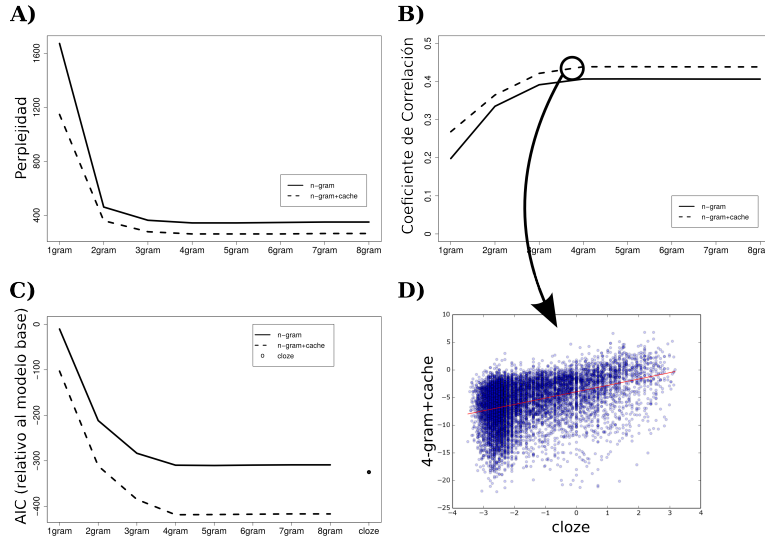 A)
Perplejidad
1600
1200
800
400
n-gram
n-gram+cache
1gram 2gram 3gram 4gram 5gram 6gram 7gram 8gram
B)
Coeficiente de Correlación
0.5
0.4
0.3
0.2
0.1
0
n-gram
n-gram+cache
1gram 2gram 3gram 4gram 5gram 6gram 7gram 8gra
C)
AIC (relativo al modelo base)
0
−100
−200
−300
−400
n-gram
n-gram+cache
cloze
1gram 2gram 3gram 4gram 5gram 6gram 7gram 8gram cloze
D)
4-gram+cache
10
5
0
−5
−10
−15
−20
−25
−4 −3 −2 −1 0 1 2 3 4
cloze